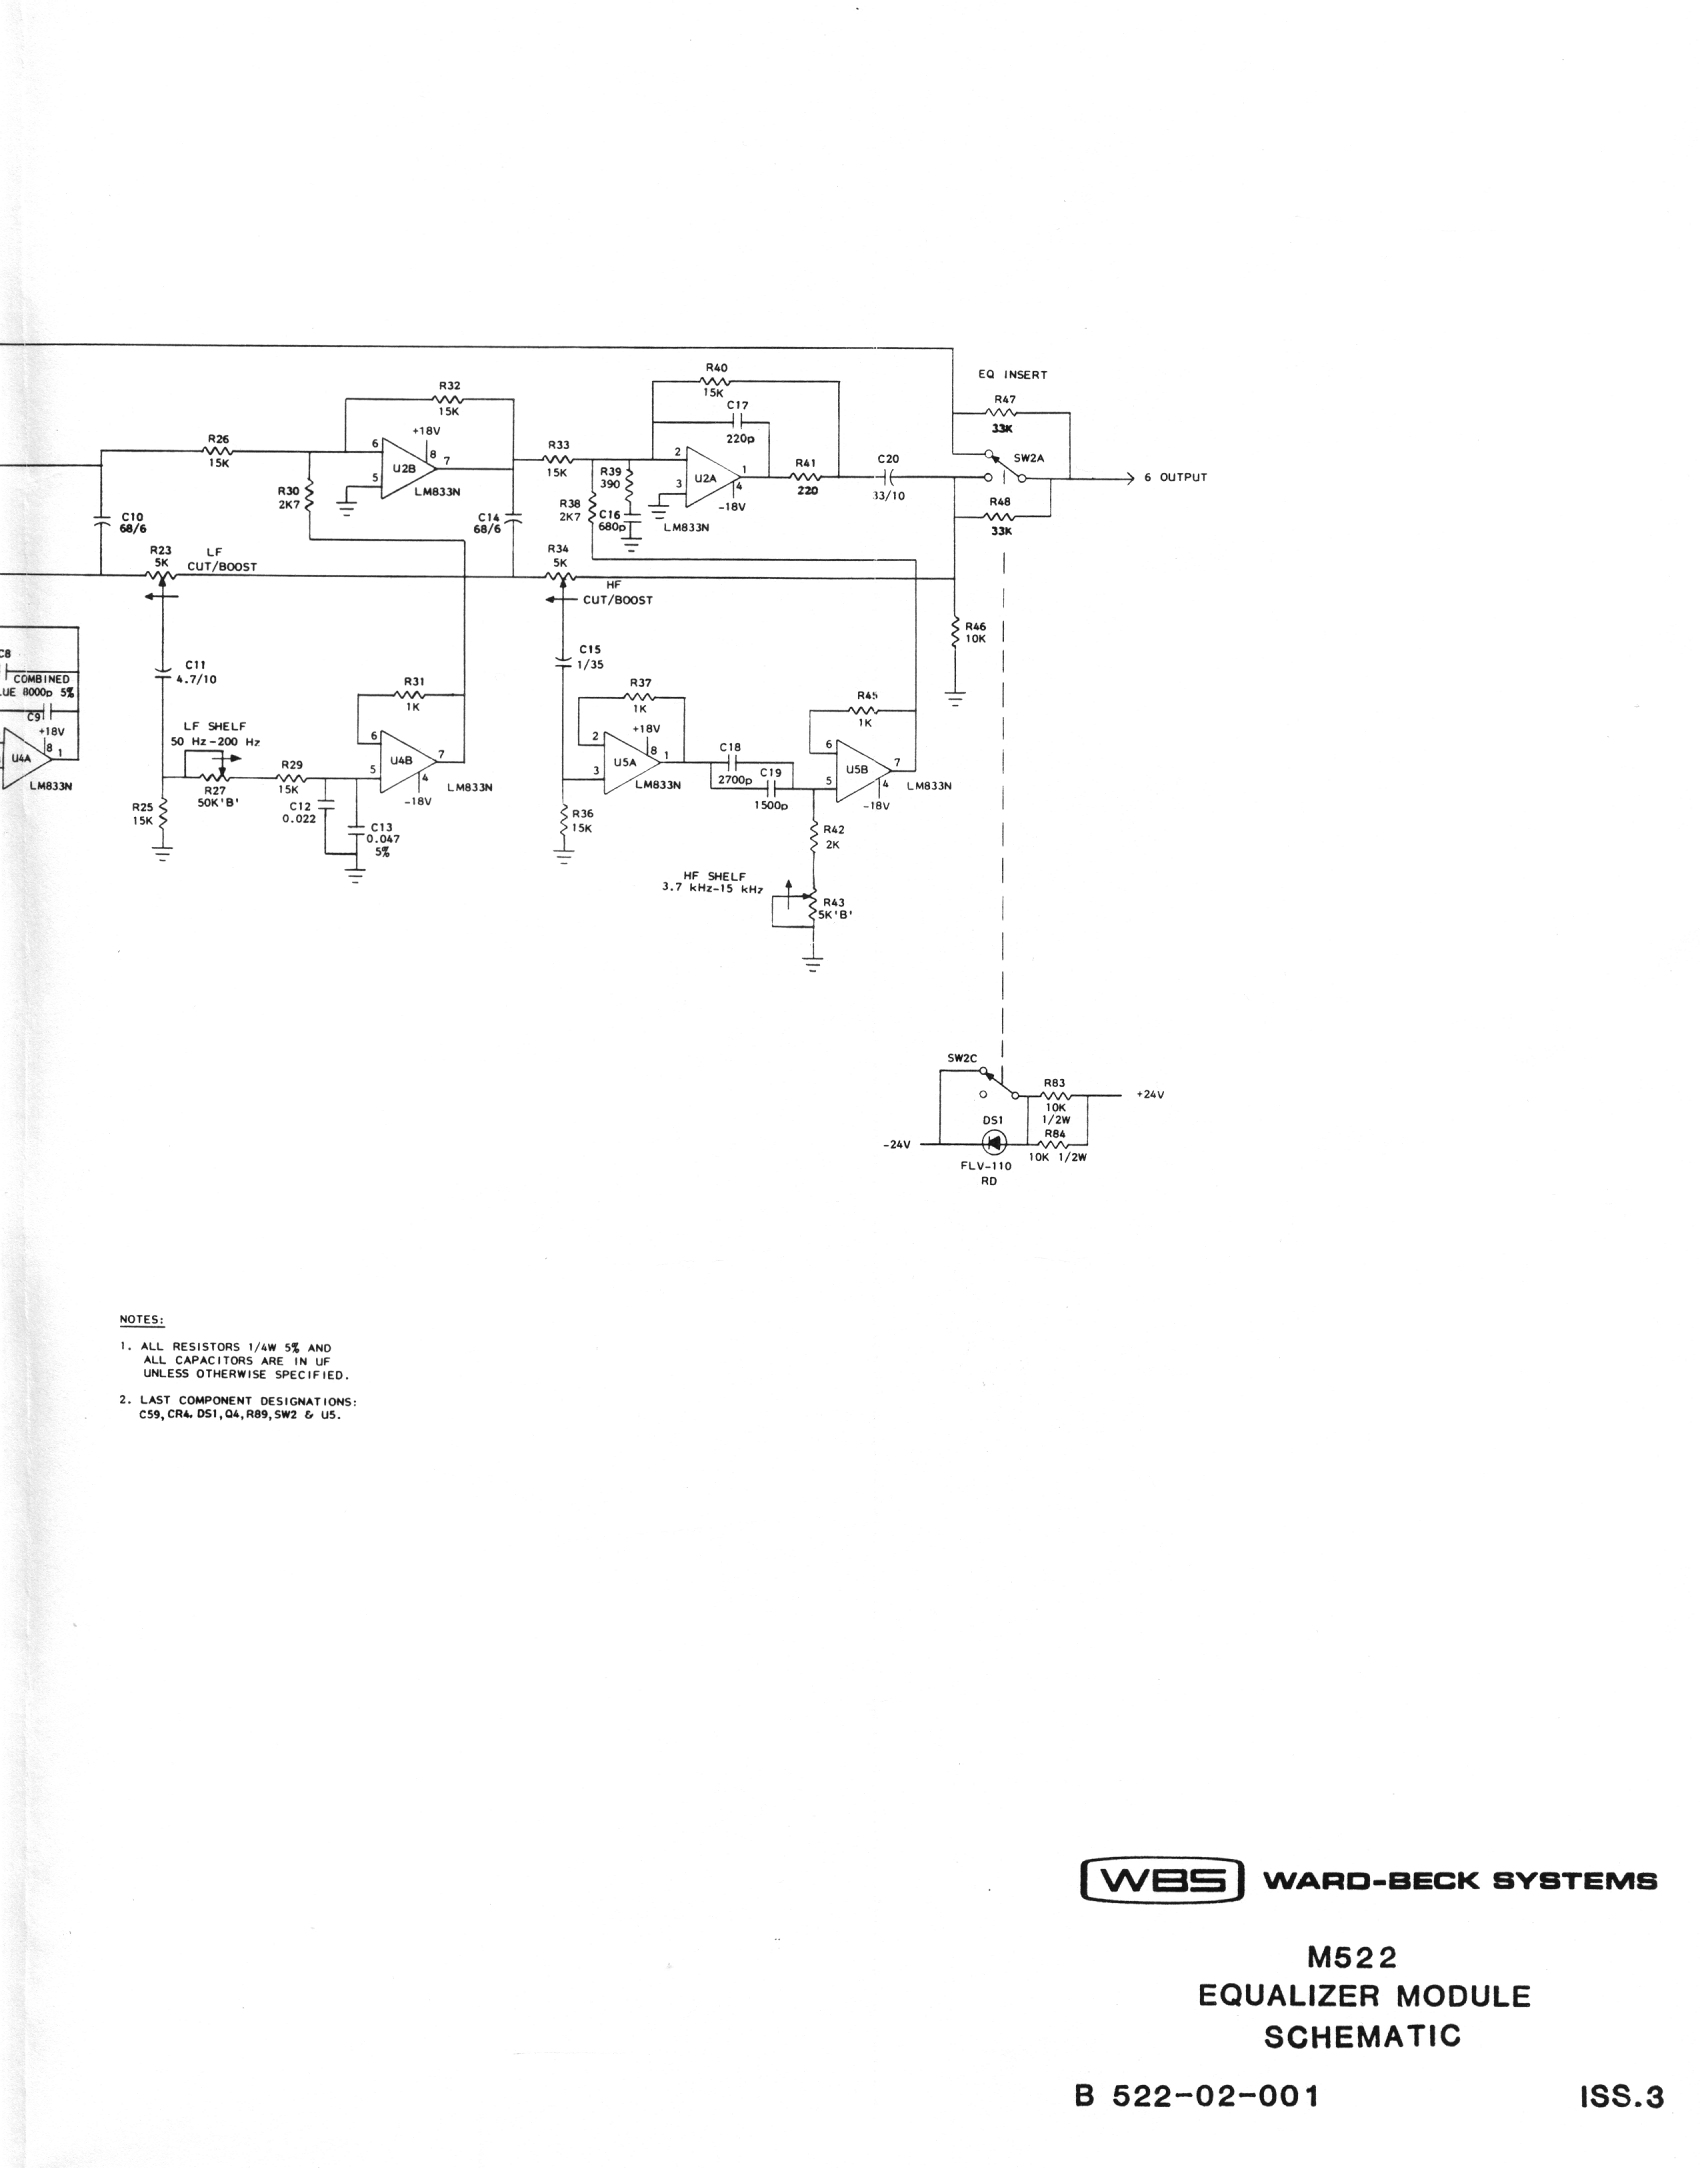 R40
15K
C17
220p
EQ INSERT
R47
33K
R32
15K
+18V
R26
15K
6
8
7
5
U2B
LM833N
R30
2K7
R33
15K
R39
390
2
1
3
4
U2A
-18V
LM833N
R41
220
C20
33/10
SW2A
6 OUTPUT
R48
33K
R38
2K7
C16
680p
C10
68/6
C14
68/6
R23
5K
LF
CUT/BOOST
R34
5K
HF
CUT/BOOST
R46
10K
C8
COMBINED
UE 8000p 5%
C9
+18V
8
1
U4A
LM833N
C11
4.7/10
C15
1/35
R31
1K
R37
1K
R45
1K
LF SHELF
50 Hz-200 Hz
R27
50K'B'
R29
15K
R25
15K
C12
0.022
C13
0.047
5%
6
5
7
4
U4B
-18V
LM833N
+18V
2
8
1
3
U5A
LM833N
C18
2700p
C19
1500p
6
5
7
4
U5B
-18V
LM833N
R36
15K
R42
2K
HF SHELF
3.7 kHz-15 kHz
R43
5K'B'
SW2C
R83
10K
1/2W
+24V
DS1
R84
10K 1/2W
-24V
FLV-110
RD
NOTES:
1. ALL RESISTORS 1/4W 5% AND
ALL CAPACITORS ARE IN UF
UNLESS OTHERWISE SPECIFIED.
2. LAST COMPONENT DESIGNATIONS:
C59, CR4. DS1, Q4, R89, SW2 & U5.
WBS WARD-BECK SYSTEMS
M522
EQUALIZER MODULE
SCHEMATIC
B 522-02-001 ISS.3